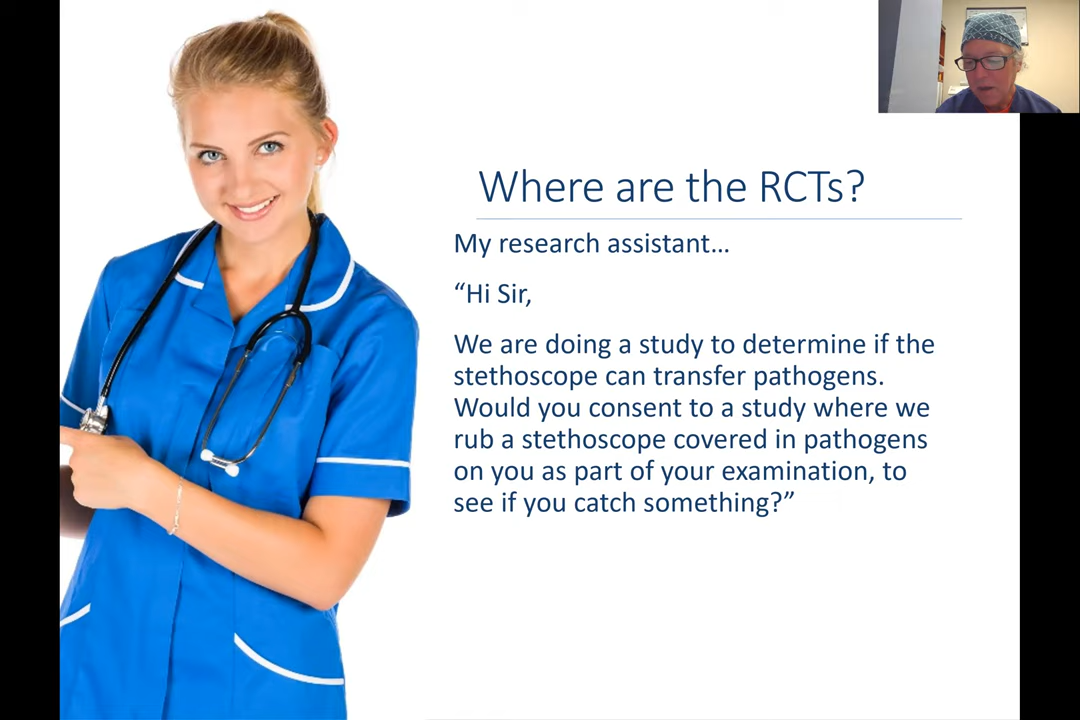 Where are the RCTs?
My research assistant…
“Hi Sir,
We are doing a study to determine if the
stethoscope can transfer pathogens.
Would you consent to a study where we
rub a stethoscope covered in pathogens
on you as part of your examination, to
see if you catch something?”